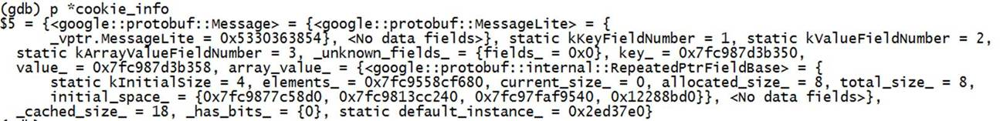 (gdb) p *cookie_info
$5 = {<google::protobuf::Message> = {<google::protobuf::MessageLite> = {
_vptr.MessageLite = 0x5330363854}, <No data fields>}, static kKeyFieldNumber = 1, static kValueFieldNumber = 2,
static kArrayValueFieldNumber = 3, _unknown_fields_ = {fields_ = 0x0}, key_ = 0x7fc987d3b350,
value_ = 0x7fc987d3b358, array_value_ = {<google::protobuf::internal::RepeatedPtrFieldBase> = {
static kInitialSize = 4, elements_ = 0x7fc9558cf680, current_size_ = 0, allocated_size_ = 8, total_size_ = 8,
initial_space_ = {0x7fc9877c58d0, 0x7fc9813cc240, 0x7fc97faf9540, 0x12288bd0}}, <No data fields>},
_cached_size_ = 18, _has_bits_ = {0}, static default_instance_ = 0x2ed37e0}